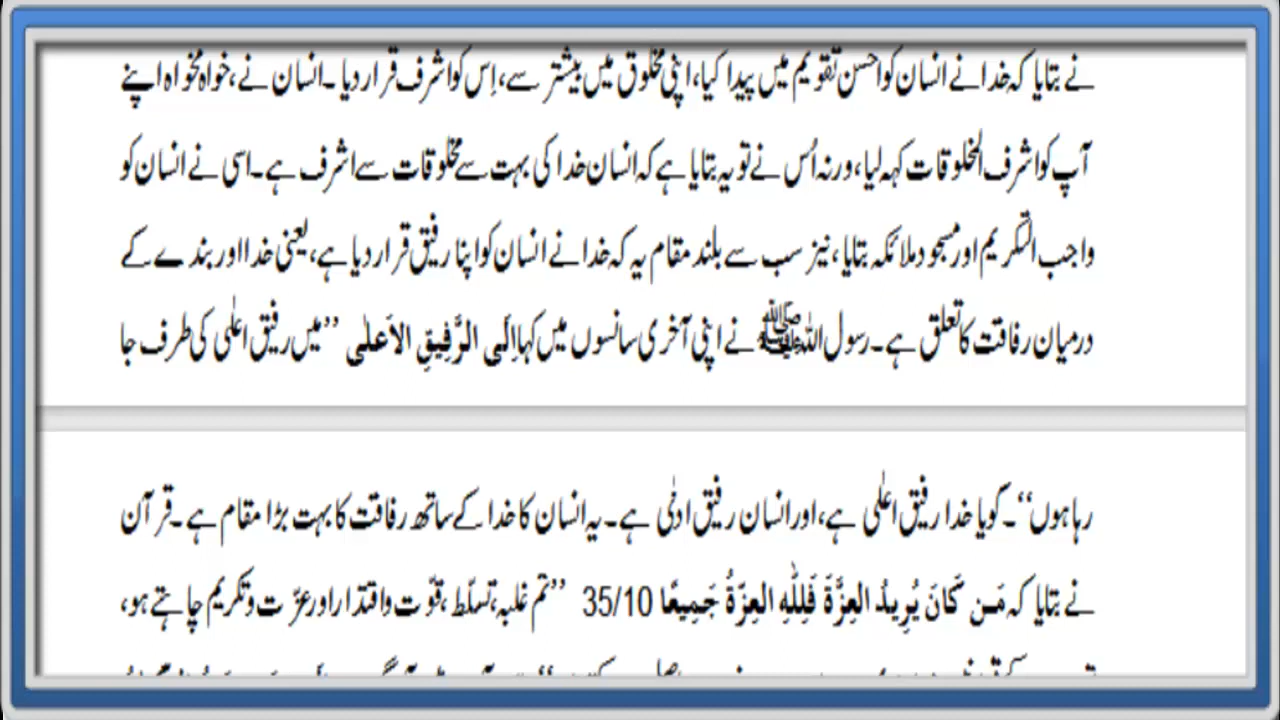 نے بتایا کہ خدا نے انسان کو احسن تقویم میں پیدا کیا، اپنی مخلوق میں بیشتر سے، اِس کو اشرف قرار دیا۔ انسان نے، خواہ مخواہ اپنے
آپ کو اشرف المخلوقات کہہ لیا، ورنہ اُس نے تو یہ بتایا ہے کہ انسان خدا کی بہت سے مخلوقات سے اشرف ہے۔ اسی نے انسان کو
واجب التکریم اور مسجود ملائکہ بتایا، نیز سب سے بلند مقام یہ کہ خدا نے انسان کو اپنا رفیق قرار دیا ہے، یعنی خدا اور بندے کے
درمیان رفاقت کا تعلق ہے۔ رسول اللہ ﷺ نے اپنی آخری سانسوں میں کہا اِلَی الرَّفِیقِ الاَعلٰی ’’میں رفیق اعلٰی کی طرف جا
رہا ہوں‘‘۔ گویا خدا رفیق اعلٰی ہے، اور انسان رفیق ادنٰی ہے۔ یہ انسان کا خدا کے ساتھ رفاقت کا بہت بڑا مقام ہے۔ قرآن
نے بتایا کہ مَن کَانَ یُرِیدُ العِزَّۃَ فَلِلّٰہِ العِزَّۃُ جَمِیعًا 35/10 ’’تم غلبہ، تسلّط، قوّت و اقتدار اور عزّت و تکریم چاہتے ہو،